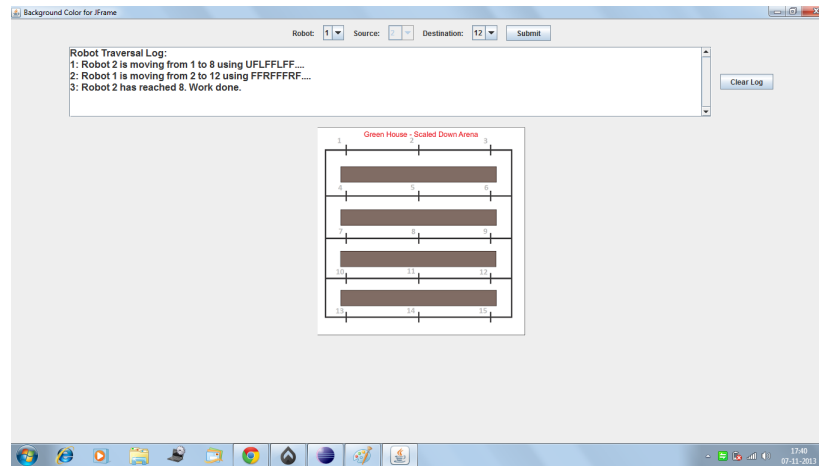 Background Color for JFrame
Robot: 1 Source: 2 Destination: 12 Submit
Robot Traversal Log:
1: Robot 2 is moving from 1 to 8 using UFLFFLFF....
2: Robot 1 is moving from 2 to 12 using FFRFFFRF....
3: Robot 2 has reached 8. Work done.
Clear Log
Green House - Scaled Down Arena
1 2 3
4 5 6
7 8 9
10 11 12
13 14 15
17:40
07-11-2013